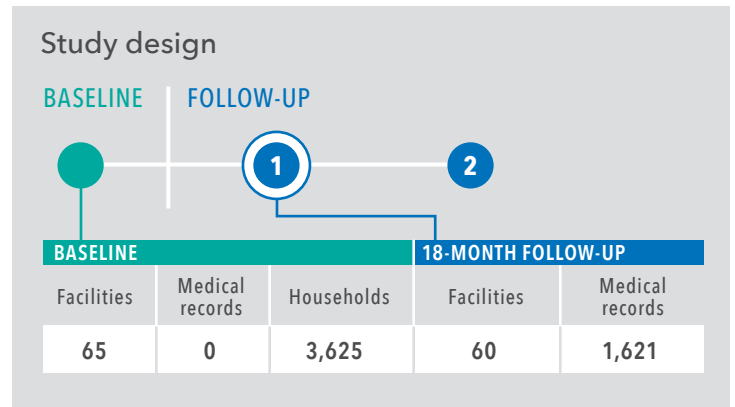 Study design
BASELINE FOLLOW-UP
1 2
BASELINE 18-MONTH FOLLOW-UP
Facilities Medical records Households Facilities Medical records
65 0 3,625 60 1,621